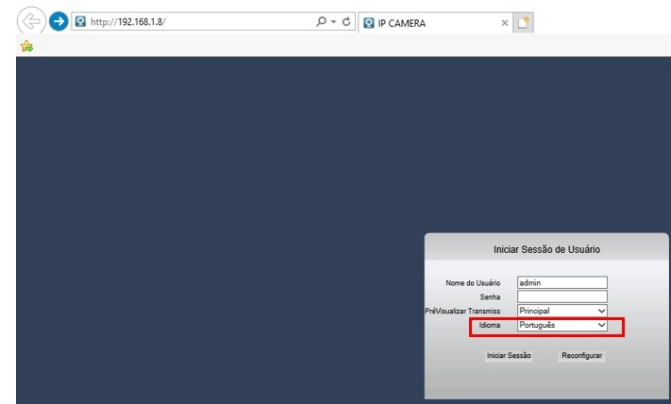 http://192.168.1.8/
IP CAMERA
Iniciar Sessão de Usuário
Nome do Usuário admin
Senha
PréVisualizar Transmiss Principal
Idioma Português
Iniciar Sessão Reconfigurar